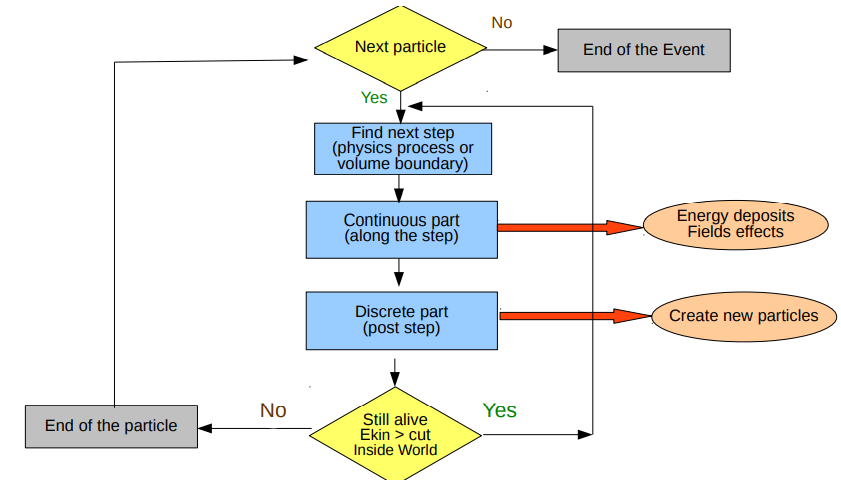 No
Next particle
End of the Event
Yes
Find next step
(physics process or
volume boundary)
Continuous part
(along the step)
Energy deposits
Fields effects
Discrete part
(post step)
Create new particles
No
Yes
Still alive
Ekin > cut
Inside World
End of the particle